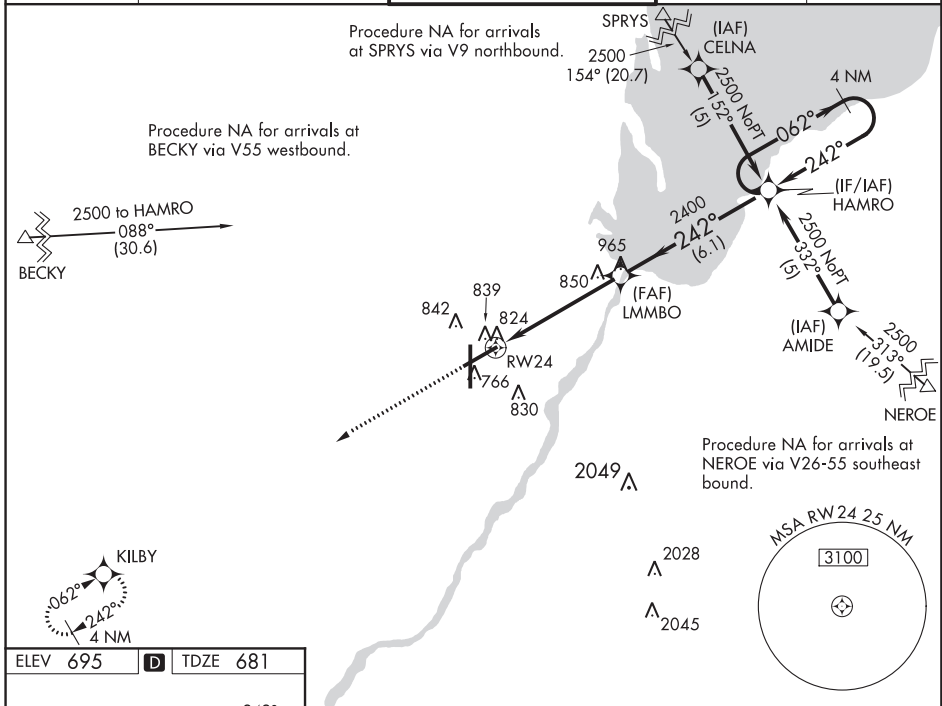 SPRYS
Procedure NA for arrivals
at SPRYS via V9 northbound.
2500
154° (20.7)
(IAF)
CELNA
2500 NoPT
152°
(5)
4 NM
062°
242°
Procedure NA for arrivals at
BECKY via V55 westbound.
(IF/IAF)
HAMRO
2500 to HAMRO
088°
(30.6)
BECKY
2400
242°
(6.1)
2500 NoPT
332°
(5)
965
850
(FAF)
LMMBO
839
842
824
RW24
766
830
(IAF)
AMIDE
2500
313°
(19.5)
NEROE
Procedure NA for arrivals at
NEROE via V26-55 southeast
bound.
2049
MSA RW24 25 NM
3100
2028
2045
KILBY
062°
242°
4 NM
ELEV 695 D TDZE 681